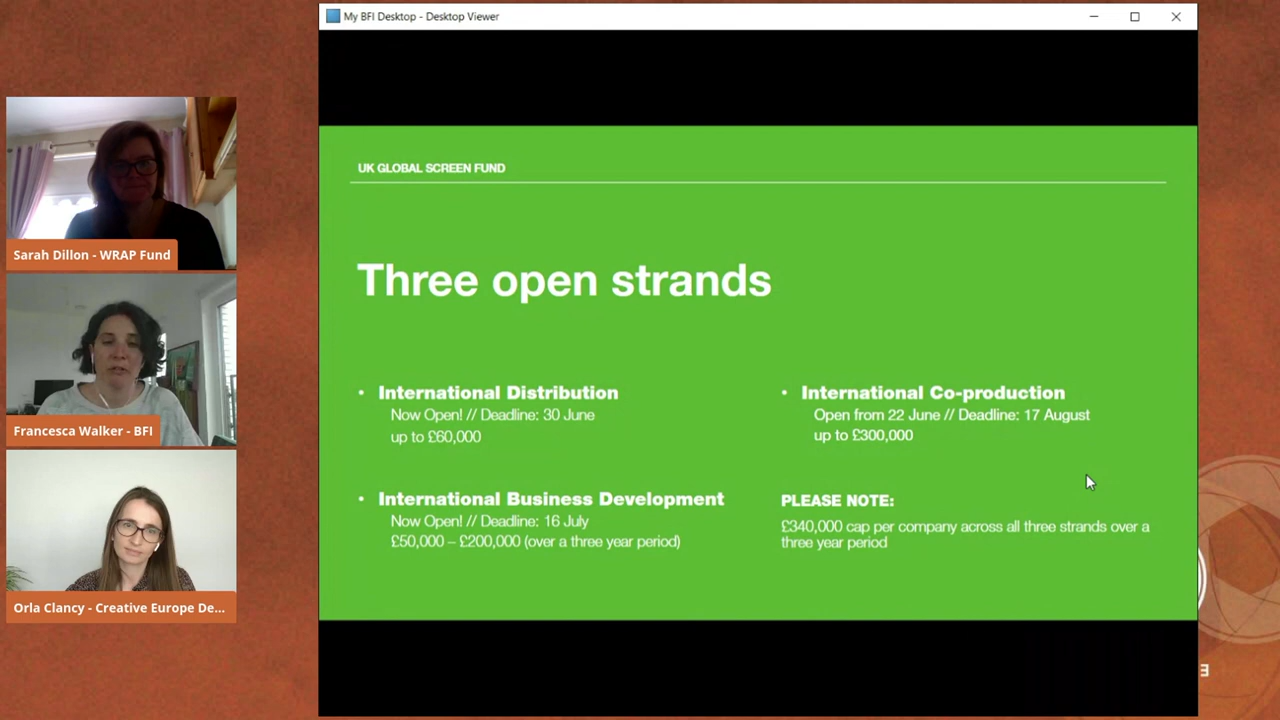 My BFI Desktop - Desktop Viewer
UK GLOBAL SCREEN FUND
Three open strands
• International Distribution
Now Open! // Deadline: 30 June
up to £60,000
• International Business Development
Now Open! // Deadline: 16 July
£50,000 – £200,000 (over a three year period)
• International Co-production
Open from 22 June // Deadline: 17 August
up to £300,000
PLEASE NOTE:
£340,000 cap per company across all three strands over a
three year period
Sarah Dillon - WRAP Fund
Francesca Walker - BFI
Orla Clancy - Creative Europe De...